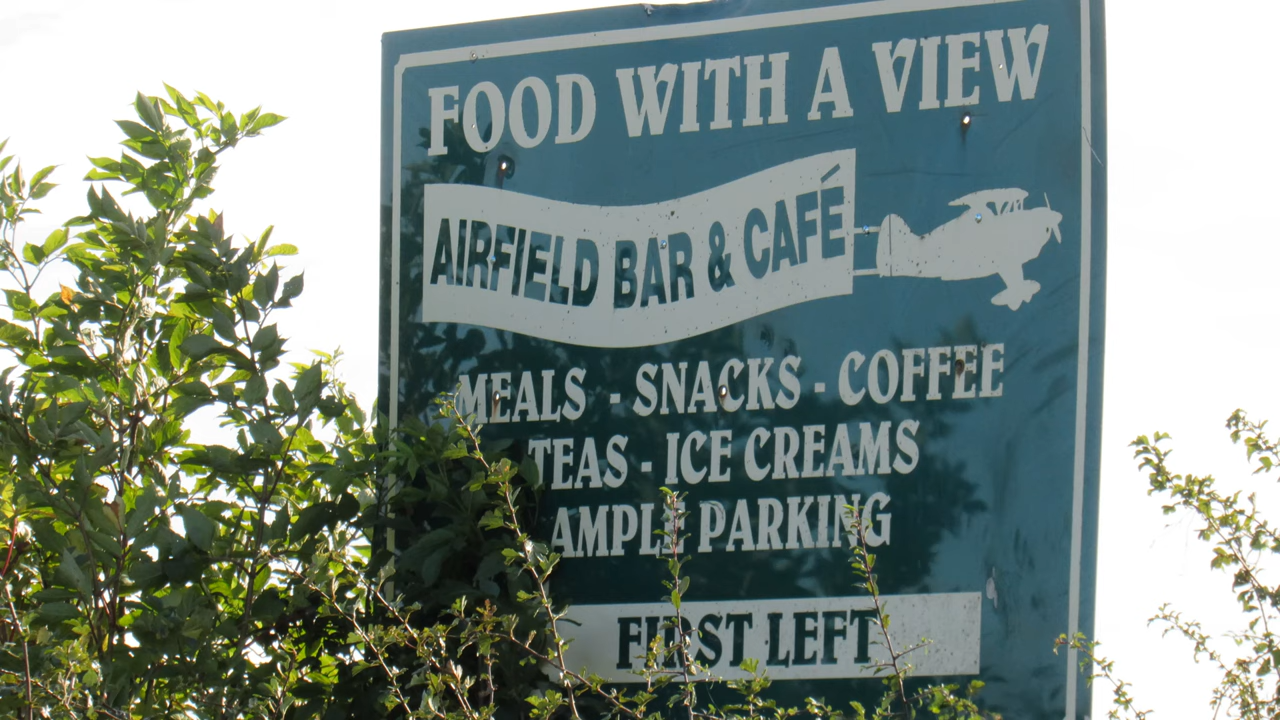 FOOD WITH A VIEW
AIRFIELD BAR & CAFÉ
MEALS - SNACKS - COFFEE
TEAS - ICE CREAMS
AMPLE PARKING
FIRST LEFT